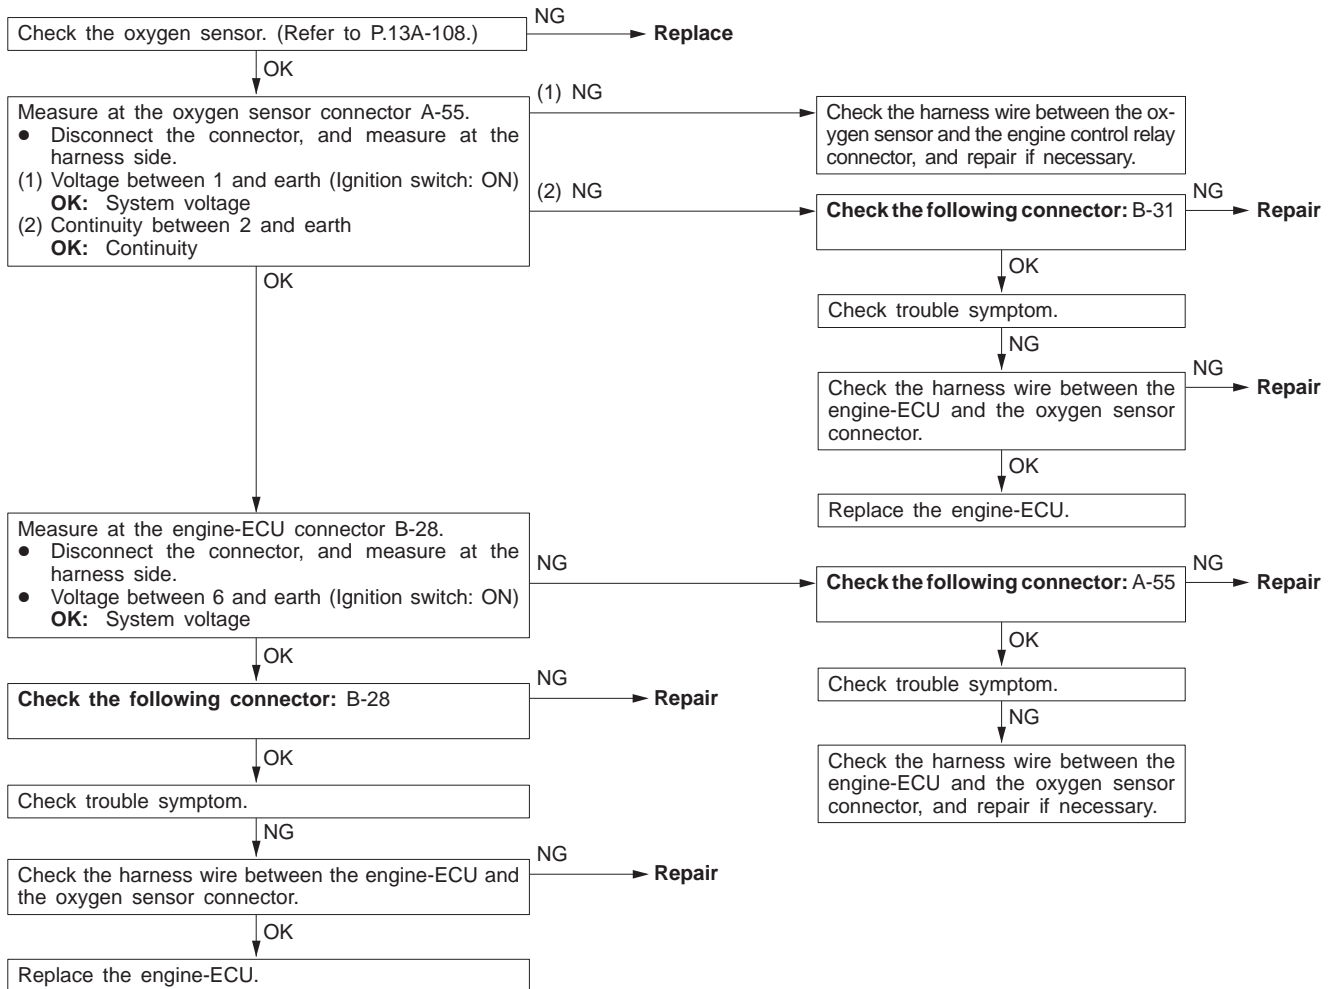 Check the oxygen sensor. (Refer to P.13A-108.)
NG
Replace
OK
Measure at the oxygen sensor connector A-55.
● Disconnect the connector, and measure at the
harness side.
(1) Voltage between 1 and earth (Ignition switch: ON)
OK: System voltage
(2) Continuity between 2 and earth
OK: Continuity
(1) NG
Check the harness wire between the ox-
ygen sensor and the engine control relay
connector, and repair if necessary.
(2) NG
Check the following connector: B-31
NG
Repair
OK
Check trouble symptom.
NG
Check the harness wire between the
engine-ECU and the oxygen sensor
connector.
NG
Repair
OK
Replace the engine-ECU.
OK
Measure at the engine-ECU connector B-28.
● Disconnect the connector, and measure at the
harness side.
● Voltage between 6 and earth (Ignition switch: ON)
OK: System voltage
NG
Check the following connector: A-55
NG
Repair
OK
Check trouble symptom.
NG
Check the harness wire between the
engine-ECU and the oxygen sensor
connector, and repair if necessary.
OK
Check the following connector: B-28
NG
Repair
OK
Check trouble symptom.
NG
Check the harness wire between the engine-ECU and
the oxygen sensor connector.
NG
Repair
OK
Replace the engine-ECU.